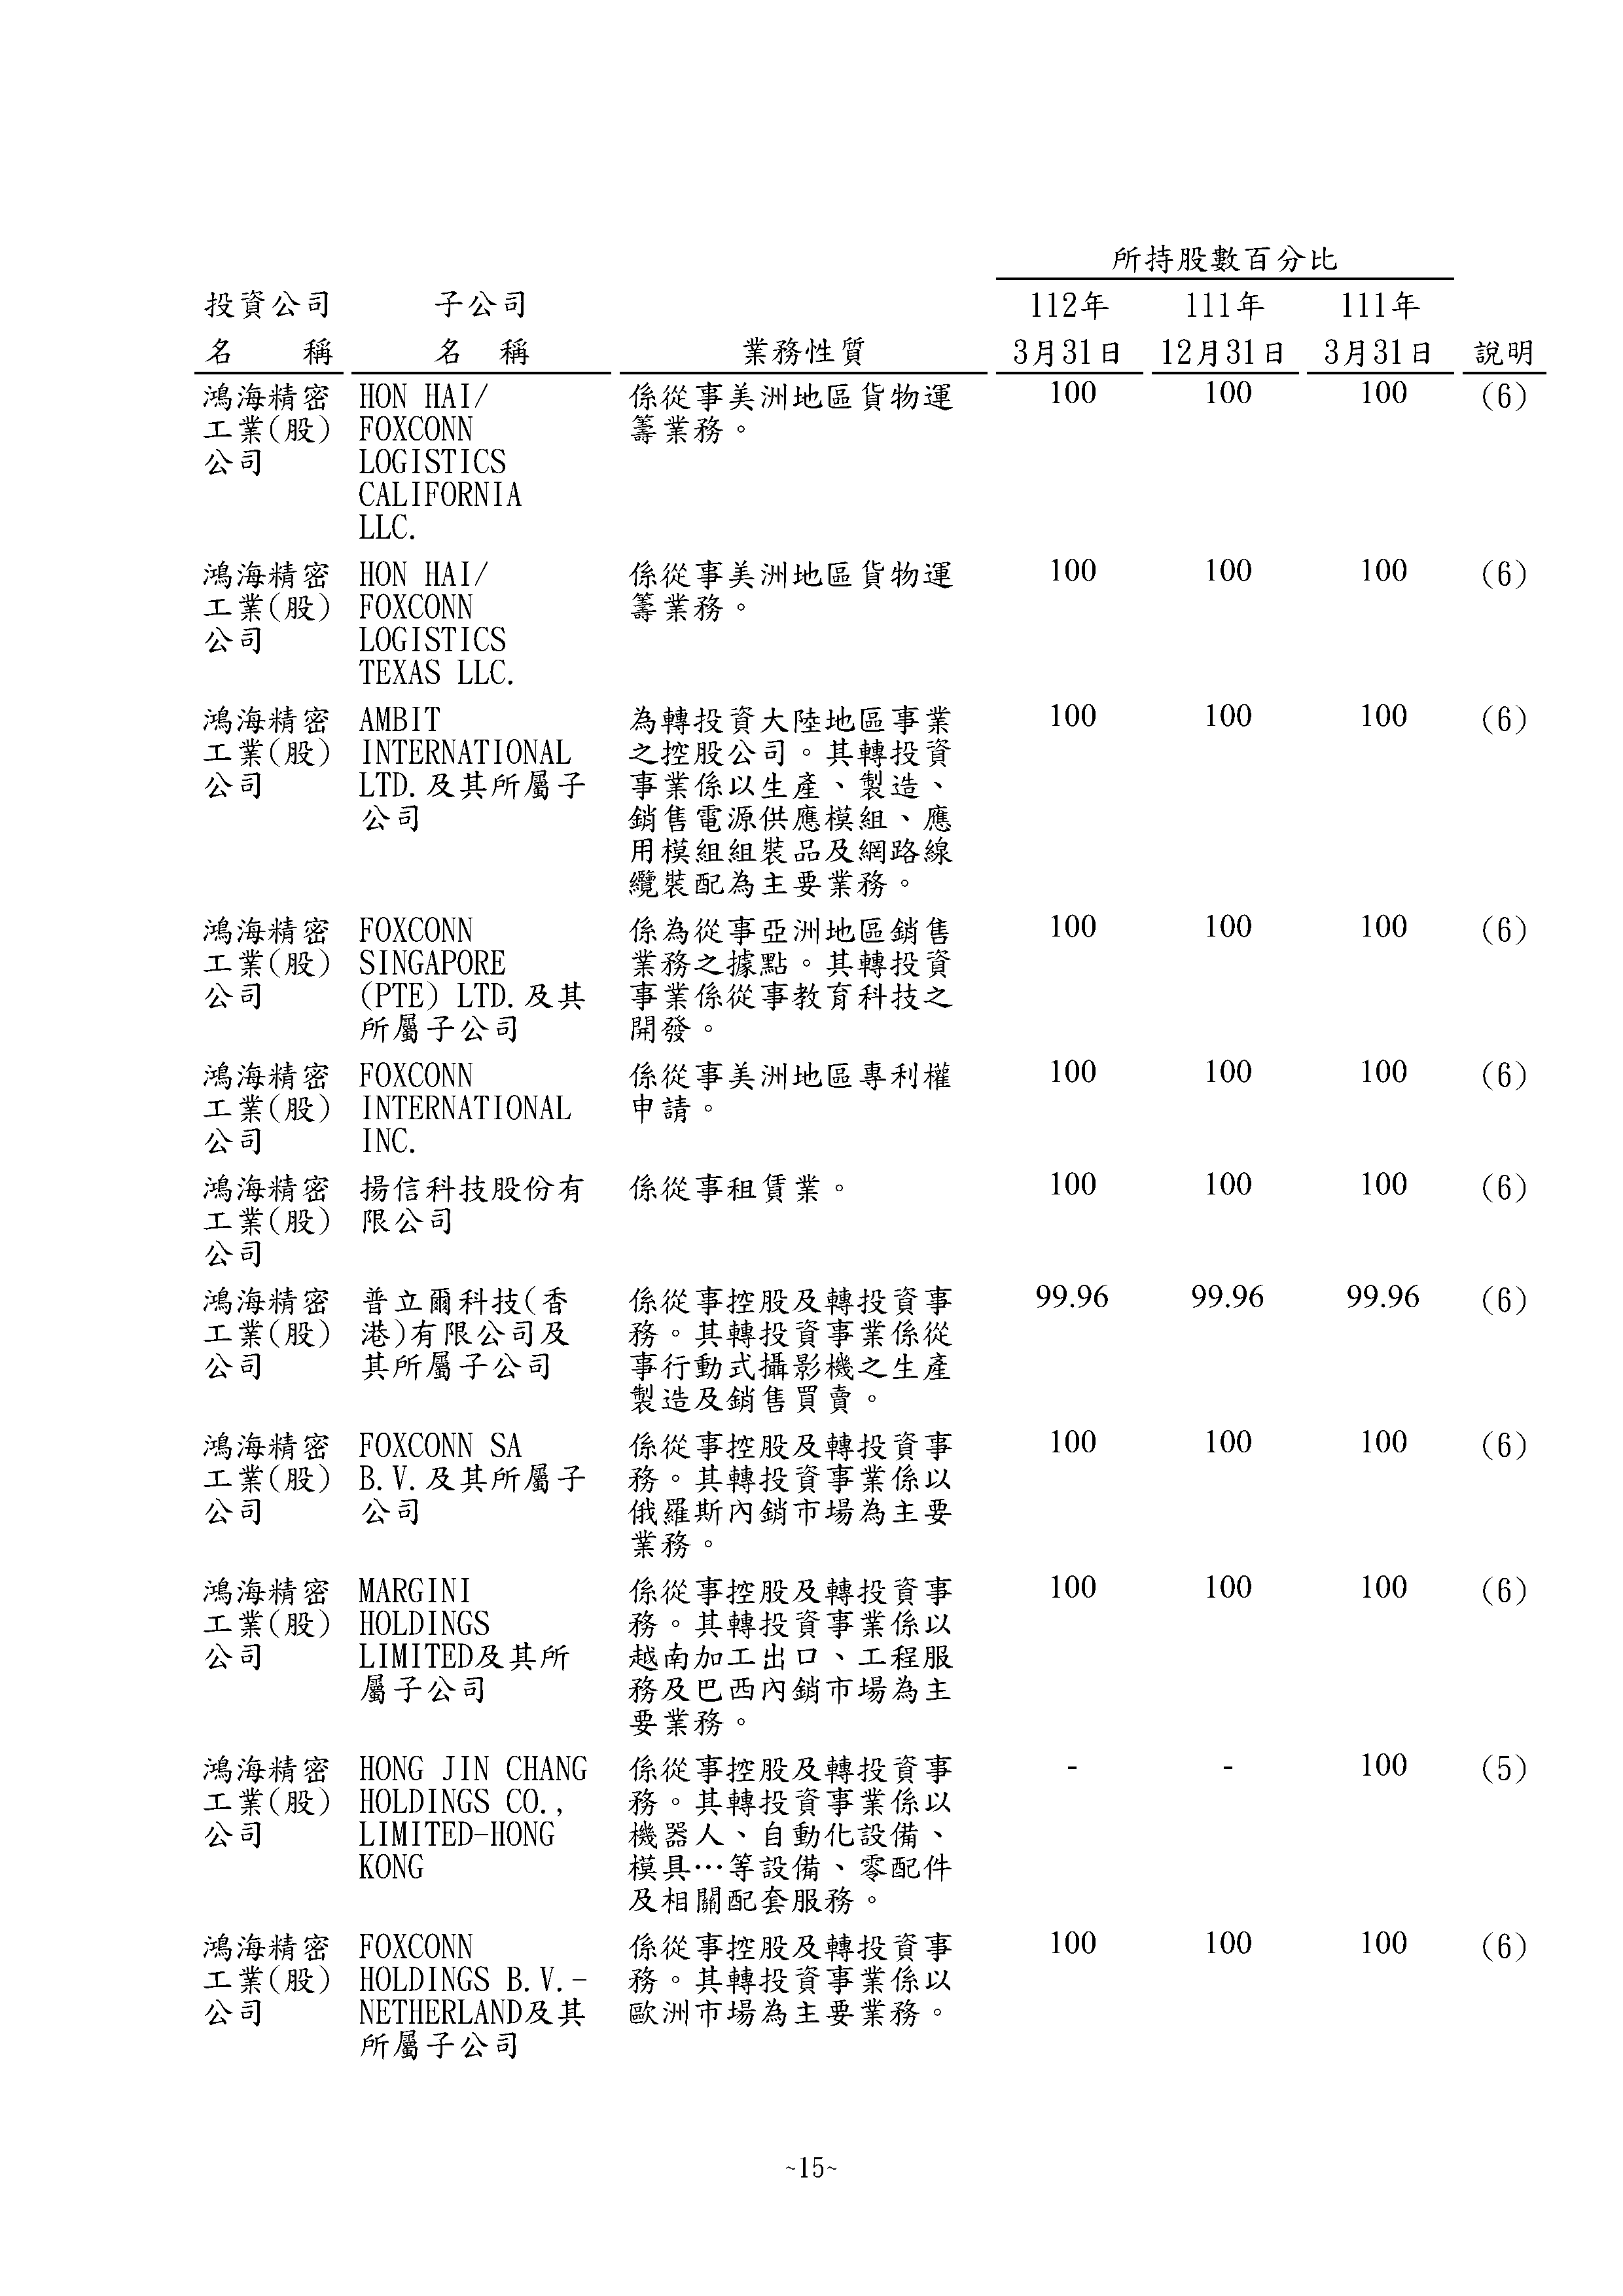 所持股數百分比
投資公司 子公司 112年 111年 111年
名 稱 名 稱 業務性質 3月31日 12月31日 3月31日 說明
鴻海精密 HON HAI/ 係從事美洲地區貨物運 100 100 100 (6)
工業(股) FOXCONN 籌業務。
公司 LOGISTICS
CALIFORNIA
LLC.
鴻海精密 HON HAI/ 係從事美洲地區貨物運 100 100 100 (6)
工業(股) FOXCONN 籌業務。
公司 LOGISTICS
TEXAS LLC.
鴻海精密 AMBIT 為轉投資大陸地區事業 100 100 100 (6)
工業(股) INTERNATIONAL 之控股公司。其轉投資
公司 LTD.及其所屬子 事業係以生產、製造、
公司 銷售電源供應模組、應
用模組組裝品及網路線
纜裝配為主要業務。
鴻海精密 FOXCONN 係為從事亞洲地區銷售 100 100 100 (6)
工業(股) SINGAPORE 業務之據點。其轉投資
公司 (PTE) LTD.及其 事業係從事教育科技之
所屬子公司 開發。
鴻海精密 FOXCONN 係從事美洲地區專利權 100 100 100 (6)
工業(股) INTERNATIONAL 申請。
公司 INC.
鴻海精密 揚信科技股份有 係從事租賃業。 100 100 100 (6)
工業(股) 限公司
公司
鴻海精密 普立爾科技(香 係從事控股及轉投資事 99.96 99.96 99.96 (6)
工業(股) 港)有限公司及 務。其轉投資事業係從
公司 其所屬子公司 事行動式攝影機之生產
製造及銷售買賣。
鴻海精密 FOXCONN SA 係從事控股及轉投資事 100 100 100 (6)
工業(股) B.V.及其所屬子 務。其轉投資事業係以
公司 公司 俄羅斯內銷市場為主要
業務。
鴻海精密 MARGINI 係從事控股及轉投資事 100 100 100 (6)
工業(股) HOLDINGS 務。其轉投資事業係以
公司 LIMITED及其所 越南加工出口、工程服
屬子公司 務及巴西內銷市場為主
要業務。
鴻海精密 HONG JIN CHANG 係從事控股及轉投資事 - - 100 (5)
工業(股) HOLDINGS CO., 務。其轉投資事業係以
公司 LIMITED-HONG 機器人、自動化設備、
KONG 模具…等設備、零配件
及相關配套服務。
鴻海精密 FOXCONN 係從事控股及轉投資事 100 100 100 (6)
工業(股) HOLDINGS B.V.- 務。其轉投資事業係以
公司 NETHERLAND及其 歐洲市場為主要業務。
所屬子公司
~15~